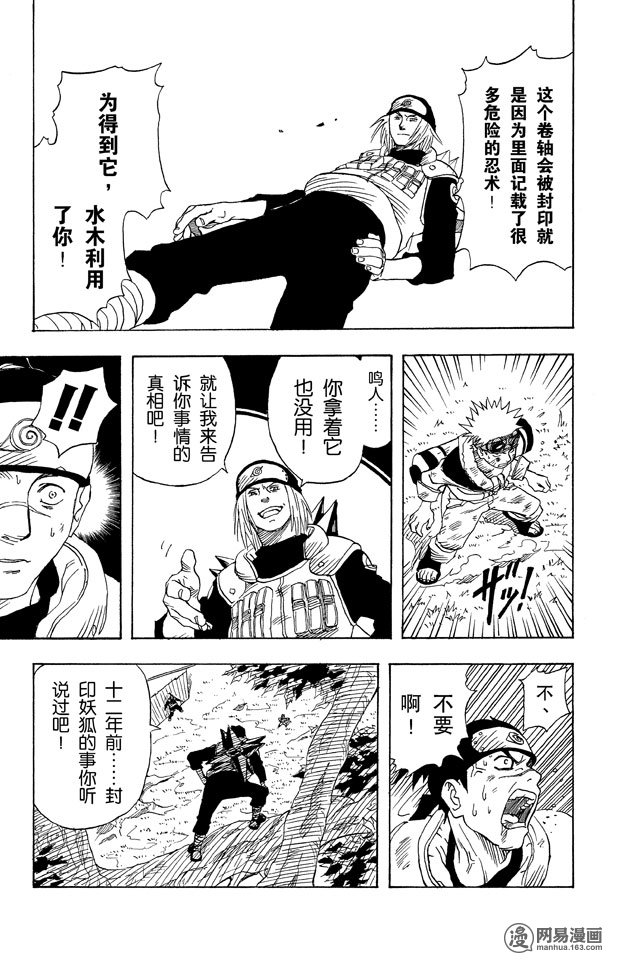 这个卷轴会被封印就
是因为里面记载了很
多危险的忍术！
为得到它，
水木利用
了你！
鸣人……
ザッ！
你拿着它
也没用！
就让我来告
诉你事情的
真相吧！
!!
不、
不要
啊！
十二年前……封
印妖狐的事你听
说过吧！
漫 网易漫画
manhua.163.com